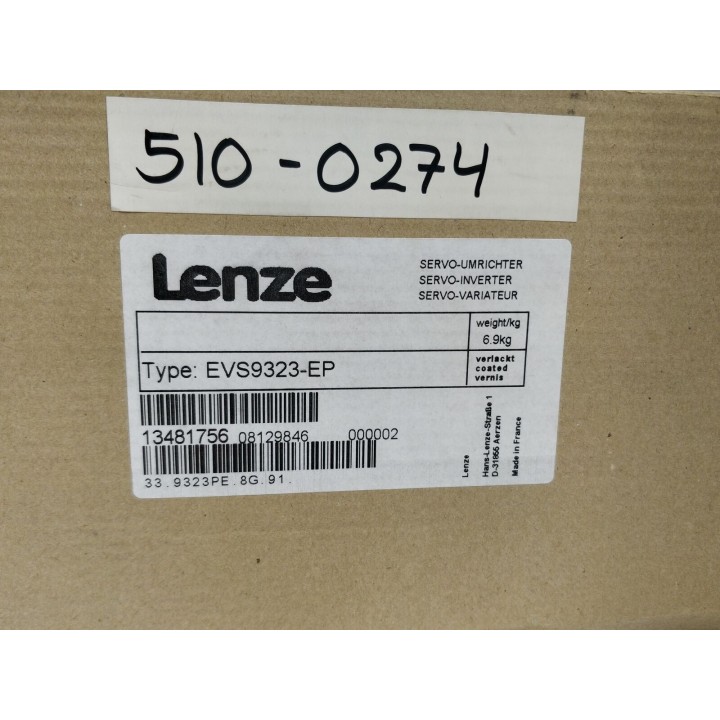 510-0274
Lenze
SERVO-UMRICHTER
SERVO-INVERTER
SERVO-VARIATEUR
weight/kg
6.9kg
Type: EVS9323-EP
verlackt
coated
vernis
13481756 08129846 000002
33.9323PE.8G.91.
Lenze
Hans-Lenze-Straße 1
D-31855 Aerzen
Made in France